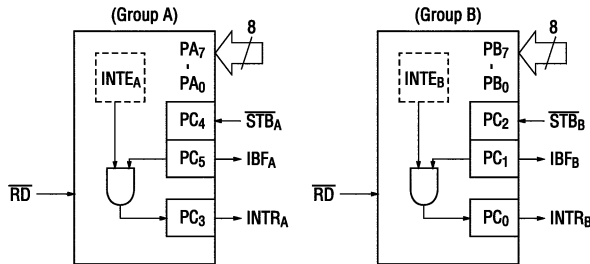 (Group A)
8
PA7
PA0
INTEA
PC4
STBA
PC5
IBFA
RD
PC3
INTRA
(Group B)
8
PB7
PB0
INTEB
PC2
STBB
PC1
IBFB
RD
PC0
INTRB